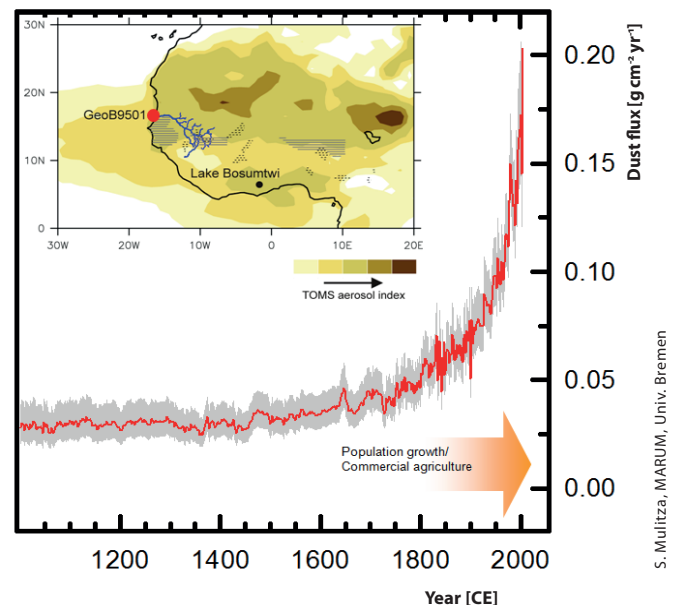 30N
20N
10N
0
30W
20W
10W
0
10E
20E
GeoB9501
Lake Bosumtwi
TOMS aerosol index
0.20
0.15
0.10
0.05
0.00
Dust flux [g cm⁻² yr⁻¹]
Population growth/
Commercial agriculture
1200
1400
1600
1800
2000
Year [CE]
S. Mulitza, MARUM, Univ. Bremen